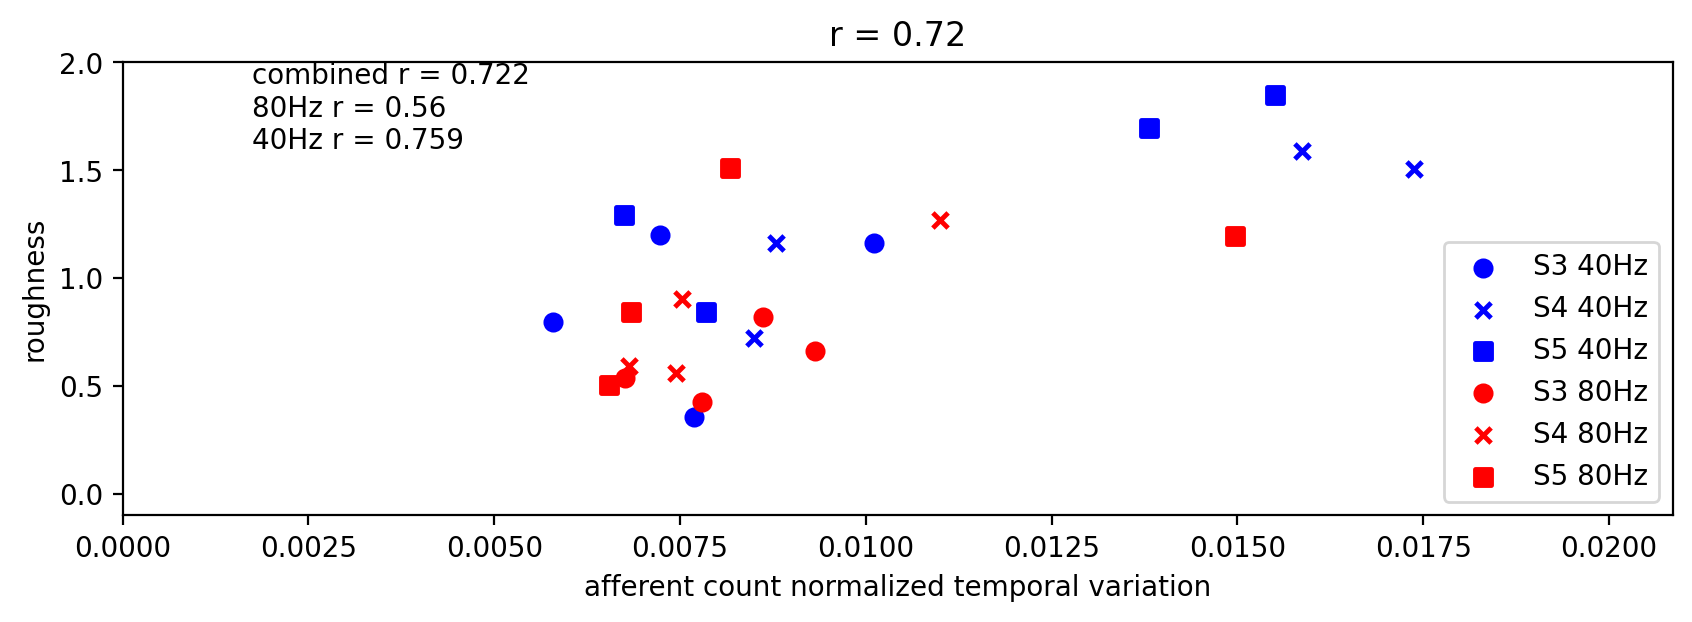 r = 0.72
combined r = 0.722
80Hz r = 0.56
40Hz r = 0.759
2.0
1.5
1.0
0.5
0.0
roughness
S3 40Hz
S4 40Hz
S5 40Hz
S3 80Hz
S4 80Hz
S5 80Hz
0.0000 0.0025 0.0050 0.0075 0.0100 0.0125 0.0150 0.0175 0.0200
afferent count normalized temporal variation